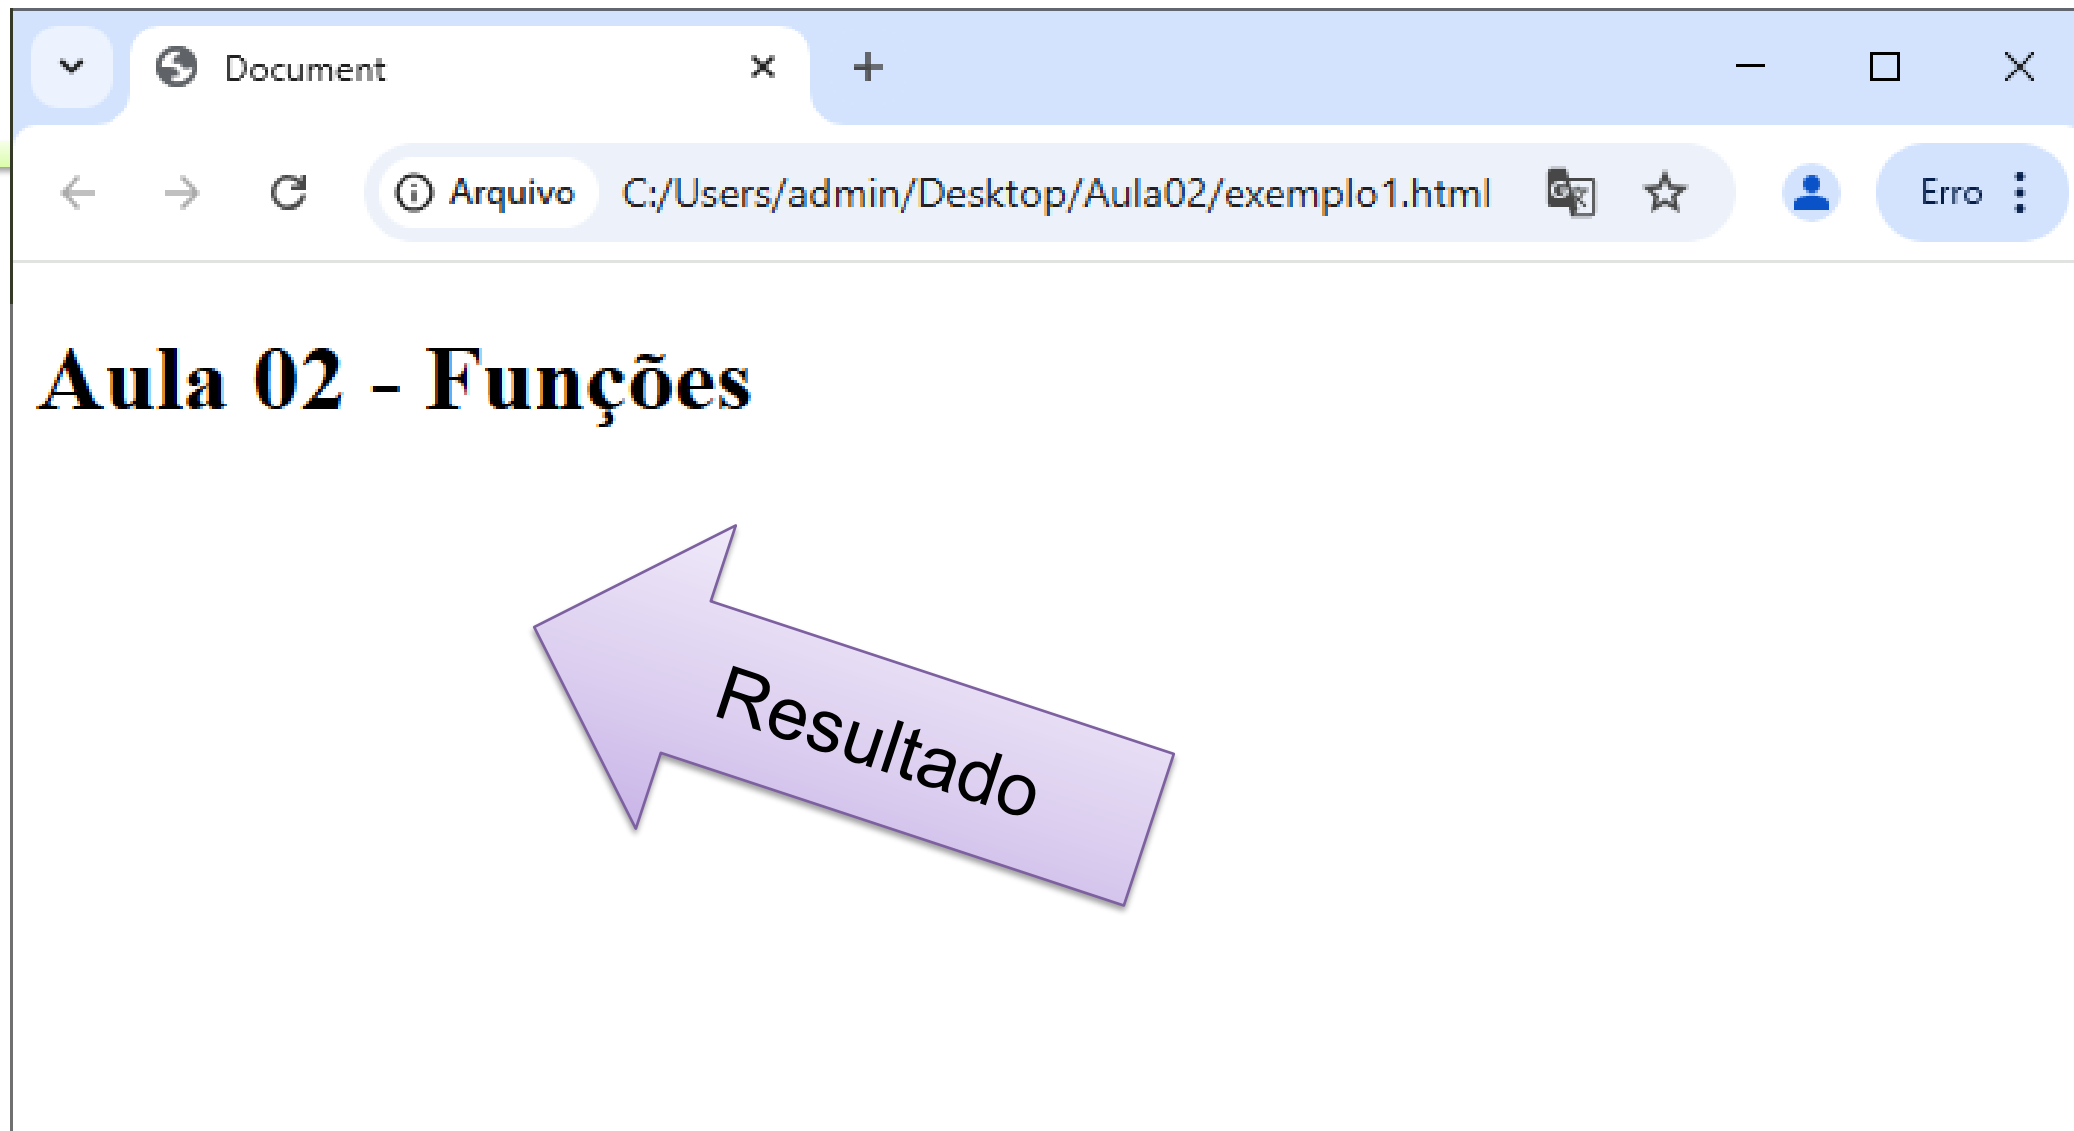 Document
Arquivo C:/Users/admin/Desktop/Aula02/exemplo1.html Erro
Aula 02 - Funções
Resultado